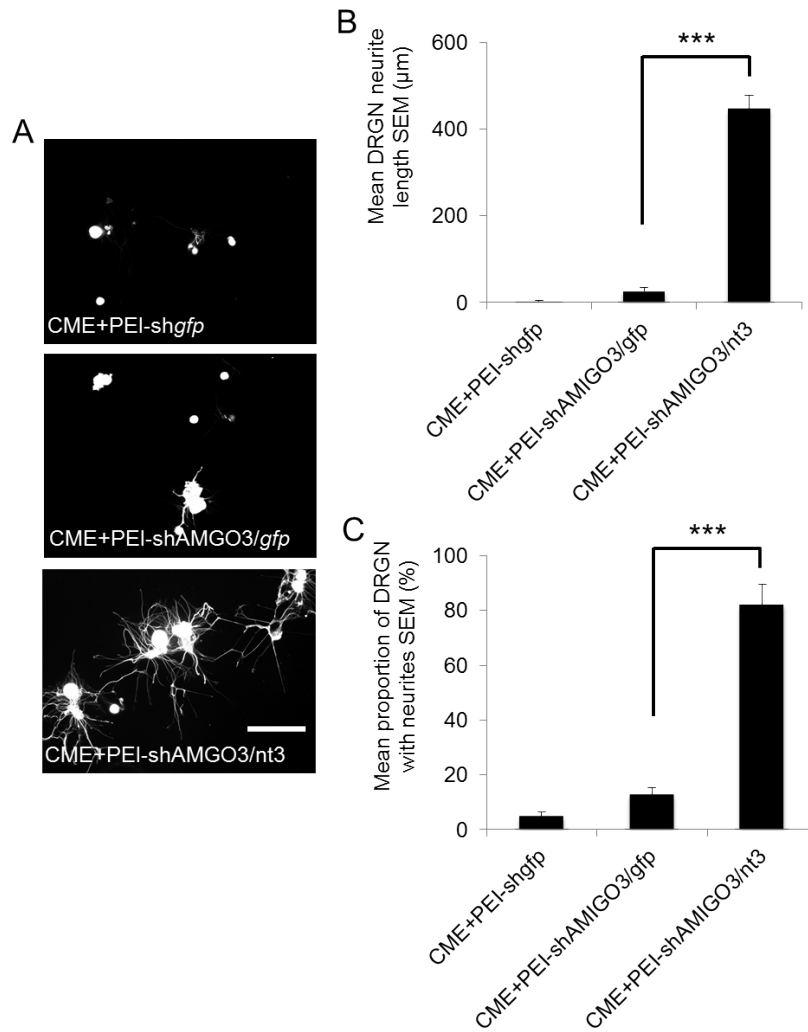 A
CME+PEI-shgfp
CME+PEI-shAMGO3/gfp
CME+PEI-shAMGO3/nt3
B
Mean DRGN neurite
length SEM (µm)
600
400
200
0
***
CME+PEI-shgfp
CME+PEI-shAMIGO3/gfp
CME+PEI-shAMIGO3/nt3
C
Mean proportion of DRGN
with neurites SEM (%)
100
80
60
40
20
0
***
CME+PEI-shgfp
CME+PEI-shAMIGO3/gfp
CME+PEI-shAMIGO3/nt3